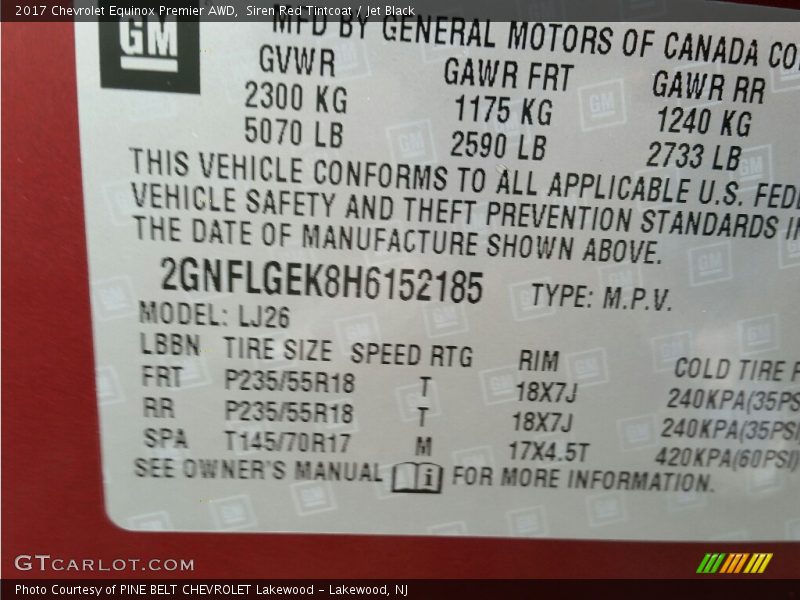 2017 Chevrolet Equinox Premier AWD,  Siren Red Tintcoat / Jet Black
GM
MFD BY GENERAL MOTORS OF CANADA CO
GVWR GAWR FRT GAWR RR
2300 KG 1175 KG 1240 KG
5070 LB 2590 LB 2733 LB
THIS VEHICLE CONFORMS TO ALL APPLICABLE U.S. FEDE
VEHICLE SAFETY AND THEFT PREVENTION STANDARDS IN
THE DATE OF MANUFACTURE SHOWN ABOVE.
2GNFLGEK8H6152185 TYPE: M.P.V.
MODEL: LJ26
LBBN TIRE SIZE SPEED RTG RIM COLD TIRE P
FRT P235/55R18 T 18X7J 240KPA(35PSI
RR P235/55R18 T 18X7J 240KPA(35PSI
SPA T145/70R17 M 17X4.5T 420KPA(60PSI)
SEE OWNER'S MANUAL i FOR MORE INFORMATION.
GTCARLOT.COM
Photo Courtesy of PINE BELT CHEVROLET Lakewood - Lakewood, NJ